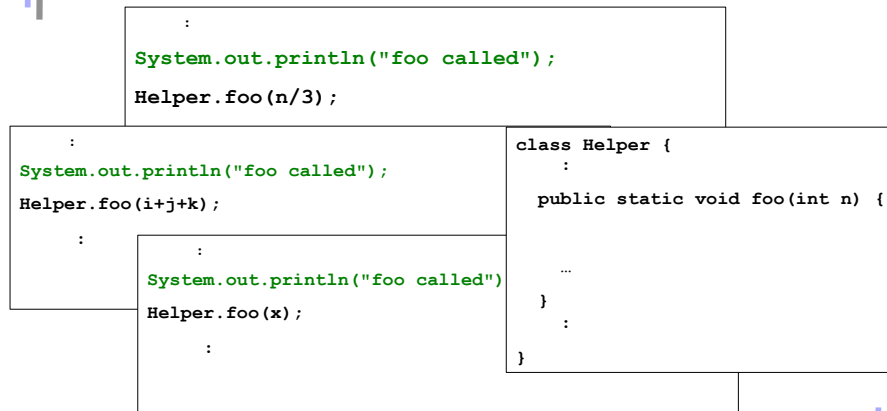 :
System.out.println("foo called");
Helper.foo(n/3);
:
System.out.println("foo called");
Helper.foo(i+j+k);
:
:
System.out.println("foo called")
Helper.foo(x);
:
class Helper {
:
public static void foo(int n) {
…
}
:
}